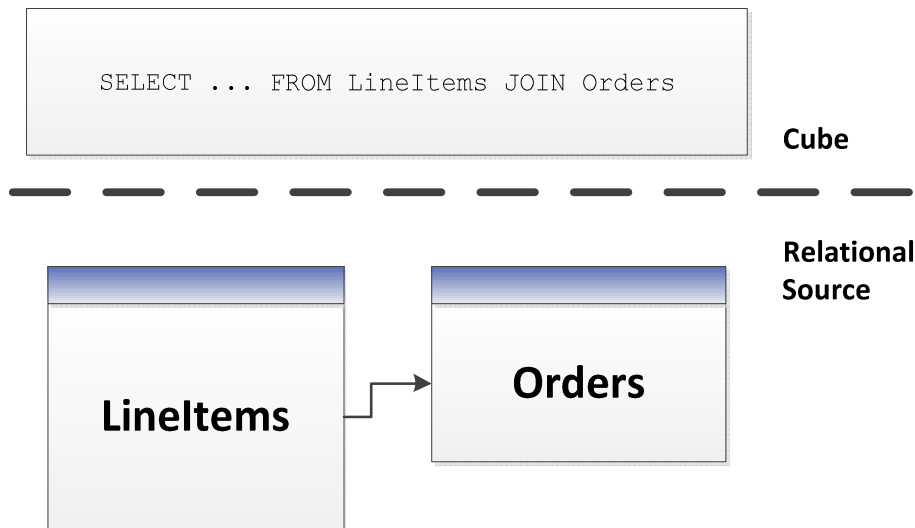 SELECT ... FROM LineItems JOIN Orders
Cube
Relational
Source
LineItems
Orders